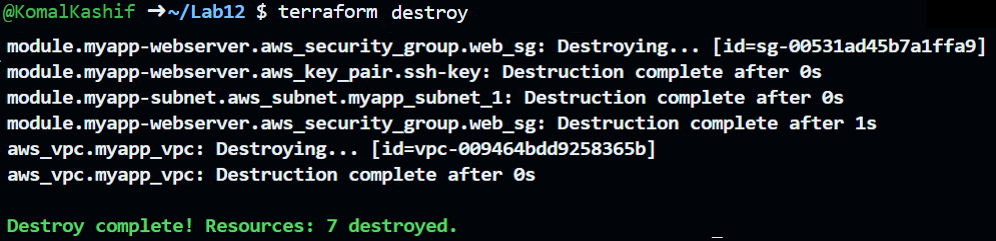 @KomalKashif ➜~/Lab12 $ terraform destroy
module.myapp-webserver.aws_security_group.web_sg: Destroying... [id=sg-00531ad45b7a1ffa9]
module.myapp-webserver.aws_key_pair.ssh-key: Destruction complete after 0s
module.myapp-subnet.aws_subnet.myapp_subnet_1: Destruction complete after 0s
module.myapp-webserver.aws_security_group.web_sg: Destruction complete after 1s
aws_vpc.myapp_vpc: Destroying... [id=vpc-009464bdd9258365b]
aws_vpc.myapp_vpc: Destruction complete after 0s
Destroy complete! Resources: 7 destroyed.